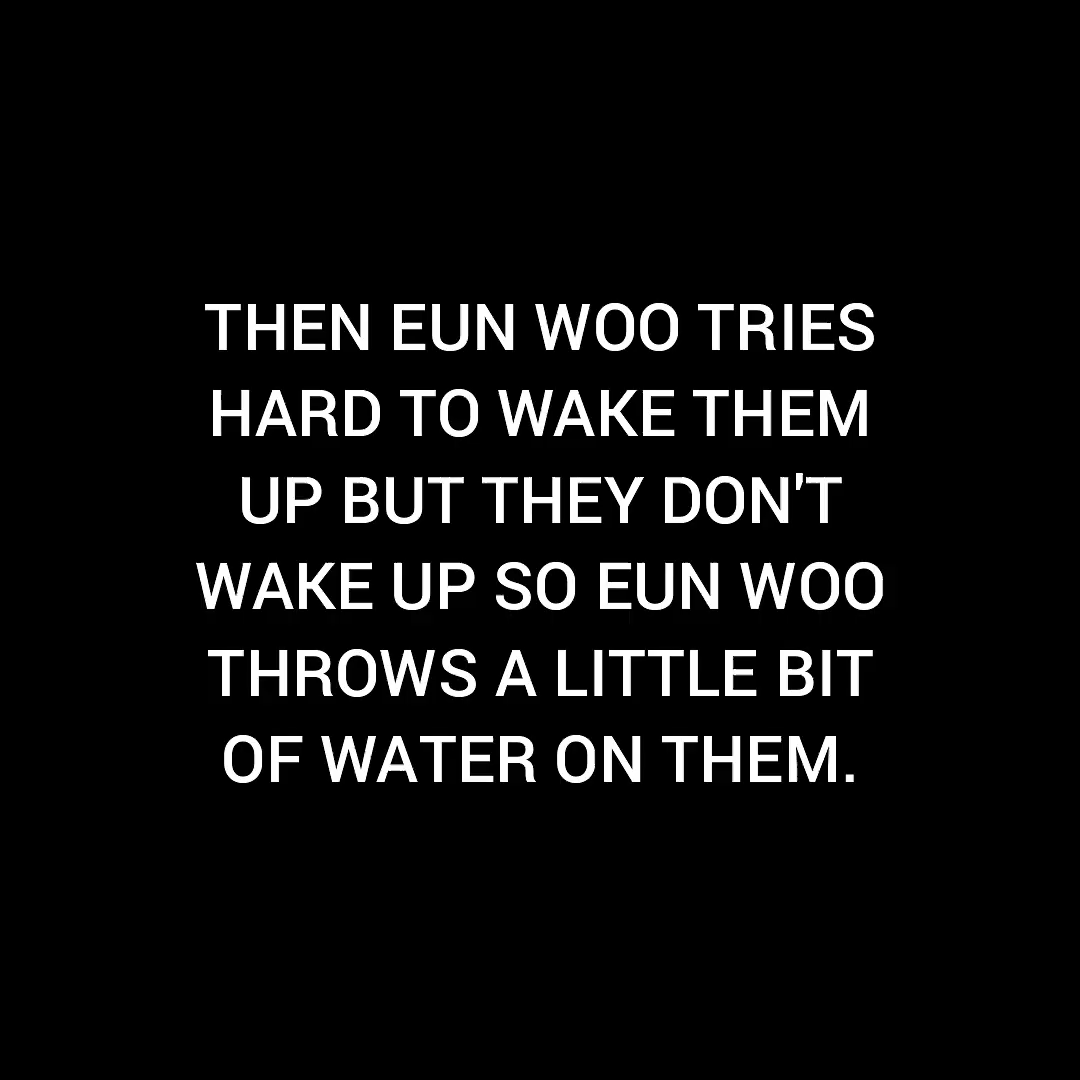 THEN EUN WOO TRIES
HARD TO WAKE THEM
UP BUT THEY DON'T
WAKE UP SO EUN WOO
THROWS A LITTLE BIT
OF WATER ON THEM.